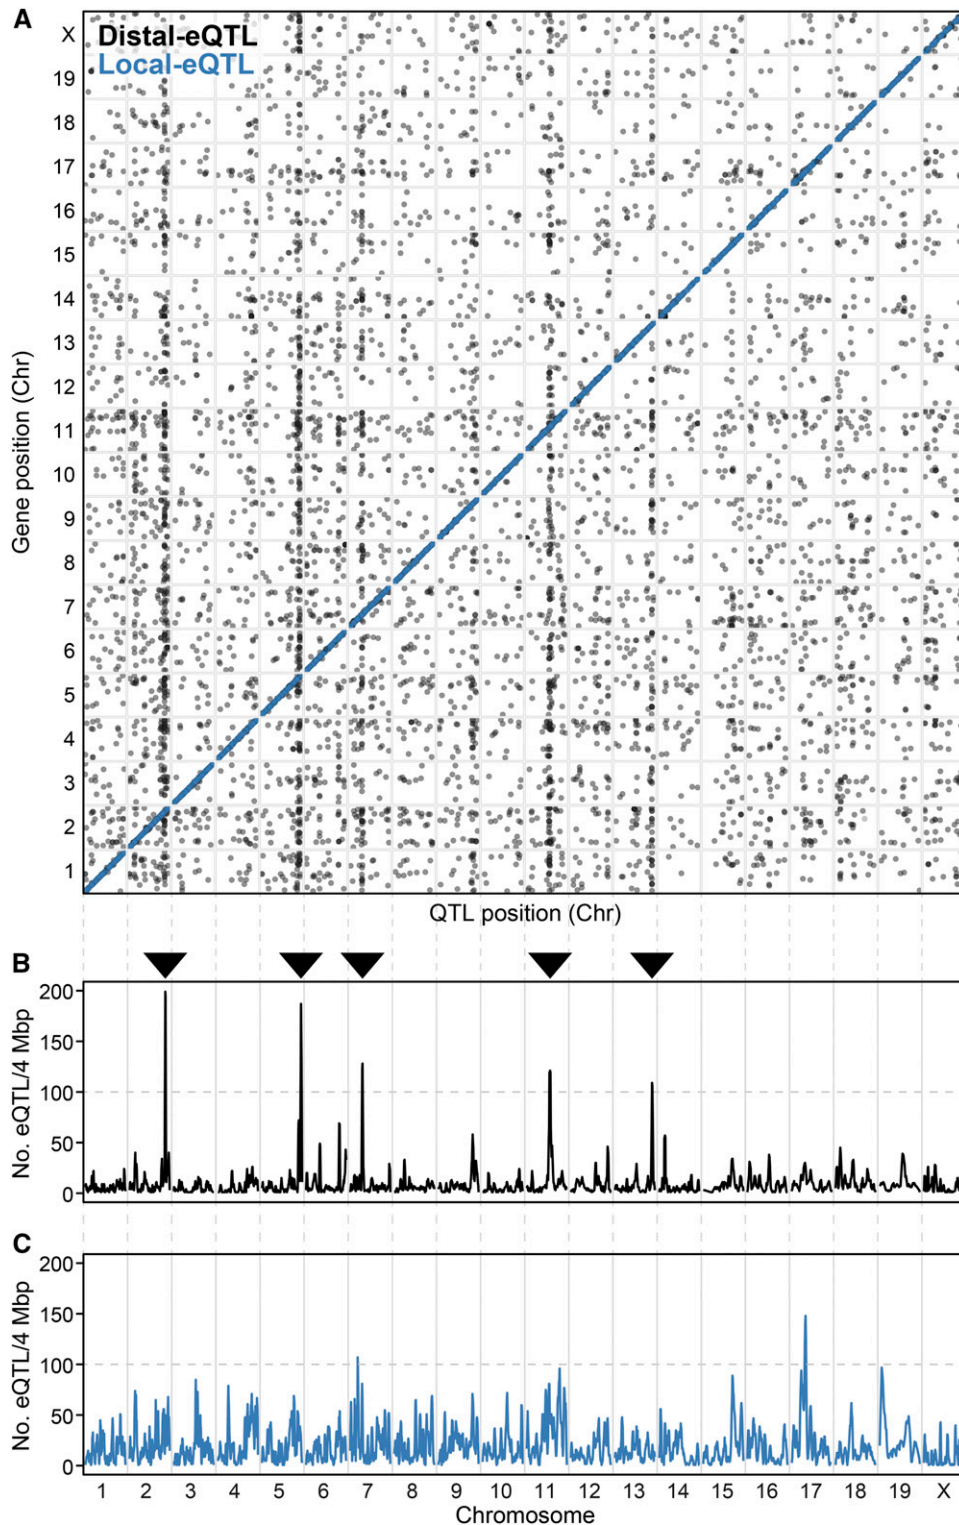 A
Distal-eQTL
Local-eQTL
Gene position (Chr)
X
19
18
17
16
15
14
13
12
11
10
9
8
7
6
5
4
3
2
1
QTL position (Chr)
B
No. eQTL/4 Mbp
200
150
100
50
0
C
No. eQTL/4 Mbp
200
150
100
50
0
1 2 3 4 5 6 7 8 9 10 11 12 13 14 15 16 17 18 19 X
Chromosome